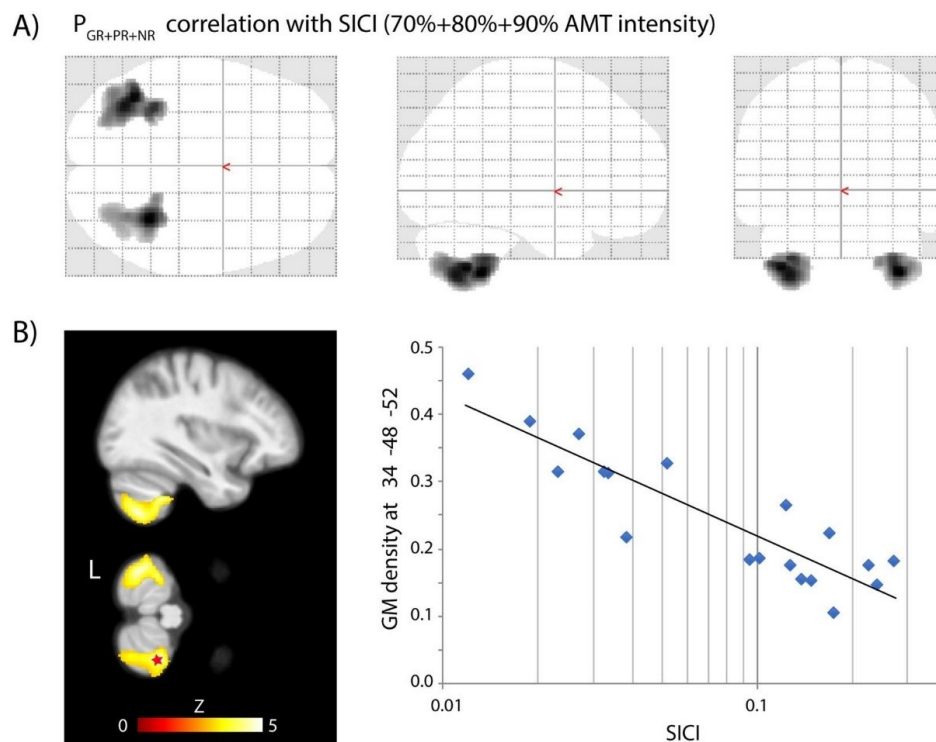 A) P_GR+PR+NR correlation with SICI (70%+80%+90% AMT intensity)
<
<
<
B)
L
Z
0 5
GM density at 34 -48 -52
0.5
0.4
0.3
0.2
0.1
0.0
0.01 0.1
SICI